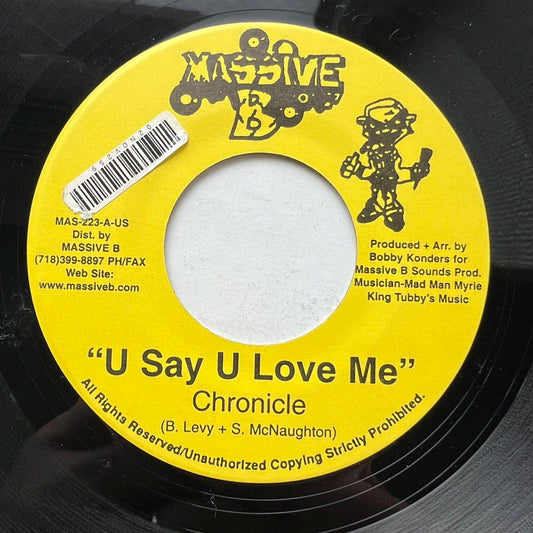 MASSIVE
B
02NOV259
MAS-223-A-US
Dist. by
MASSIVE B
(718)399-8897 PH/FAX
Web Site:
www.massiveb.com
Produced + Arr. by
Bobby Konders for
Massive B Sounds Prod.
Musician-Mad Man Myrie
King Tubby's Music
"U Say U Love Me"
Chronicle
(B. Levy + S. McNaughton)
All Rights Reserved/Unauthorized Copying Strictly Prohibited.